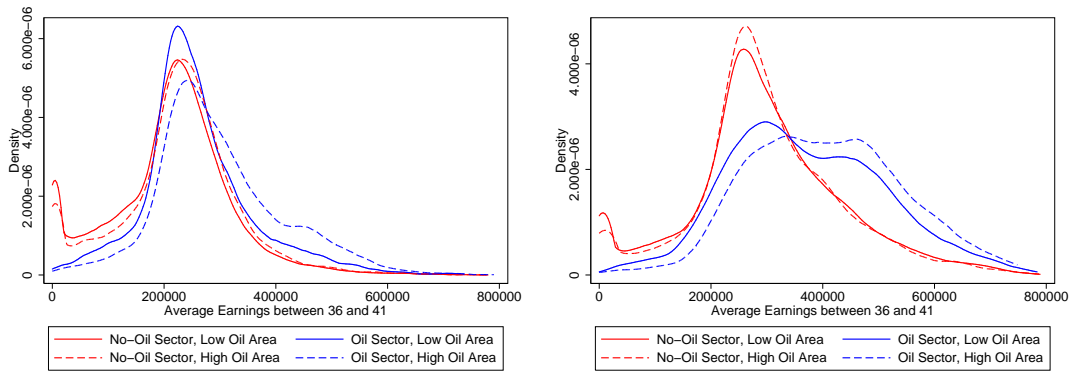 Density
0
2.000e−06
4.000e−06
6.000e−06
0
200000
400000
600000
800000
Average Earnings between 36 and 41
No−Oil Sector, Low Oil Area
Oil Sector, Low Oil Area
No−Oil Sector, High Oil Area
Oil Sector, High Oil Area
Density
0
2.000e−06
4.000e−06
0
200000
400000
600000
800000
Average Earnings between 36 and 41
No−Oil Sector, Low Oil Area
Oil Sector, Low Oil Area
No−Oil Sector, High Oil Area
Oil Sector, High Oil Area